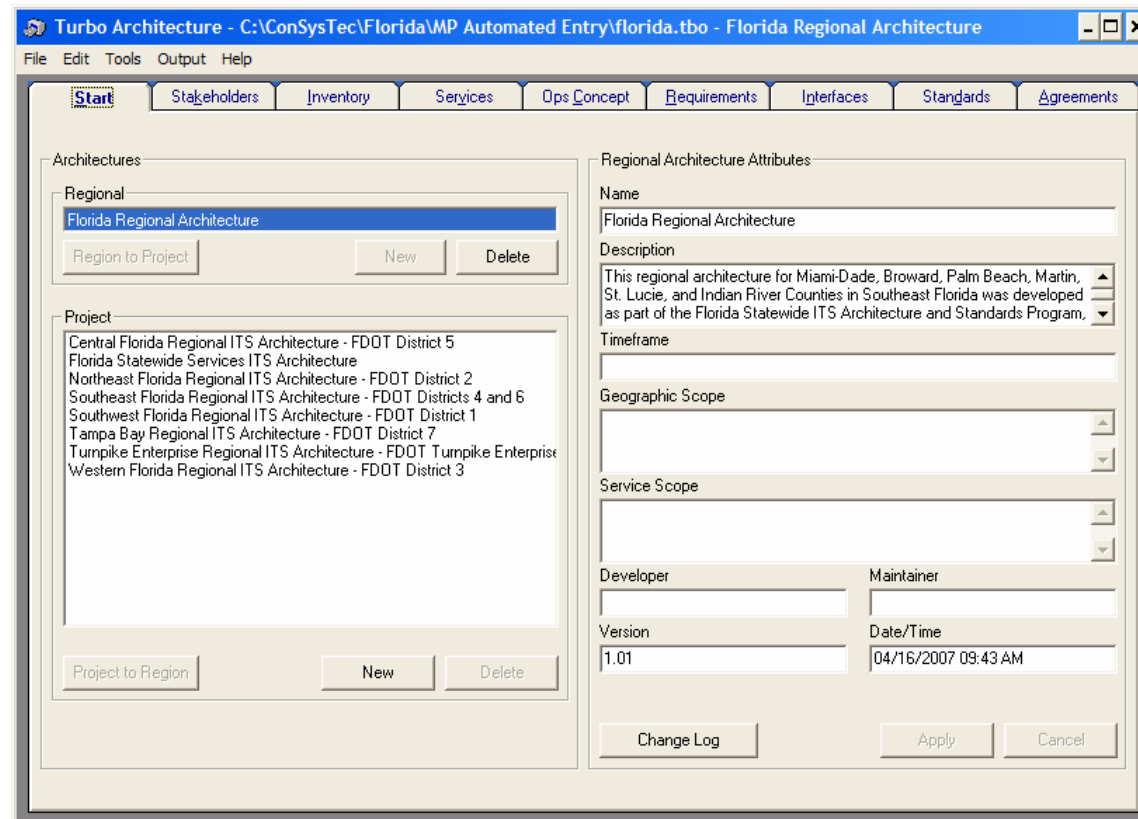 Turbo Architecture - C:\ConSysTec\Florida\MP Automated Entry\florida.tbo - Florida Regional Architecture
File Edit Tools Output Help
Start Stakeholders Inventory Services Ops Concept Requirements Interfaces Standards Agreements
Architectures
Regional
Florida Regional Architecture
Region to Project New Delete
Project
Central Florida Regional ITS Architecture - FDOT District 5
Florida Statewide Services ITS Architecture
Northeast Florida Regional ITS Architecture - FDOT District 2
Southeast Florida Regional ITS Architecture - FDOT Districts 4 and 6
Southwest Florida Regional ITS Architecture - FDOT District 1
Tampa Bay Regional ITS Architecture - FDOT District 7
Turnpike Enterprise Regional ITS Architecture - FDOT Turnpike Enterprise
Western Florida Regional ITS Architecture - FDOT District 3
Project to Region New Delete
Regional Architecture Attributes
Name
Florida Regional Architecture
Description
This regional architecture for Miami-Dade, Broward, Palm Beach, Martin,
St. Lucie, and Indian River Counties in Southeast Florida was developed
as part of the Florida Statewide ITS Architecture and Standards Program,
Timeframe
Geographic Scope
Service Scope
Developer Maintainer
Version Date/Time
1.01 04/16/2007 09:43 AM
Change Log Apply Cancel